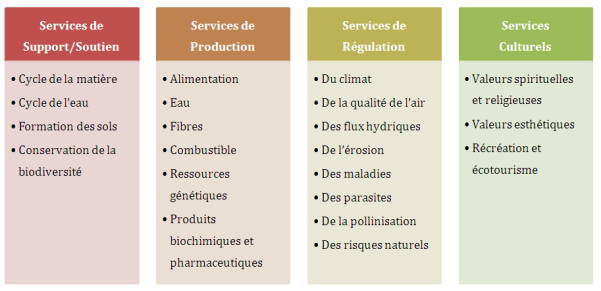 Services de
Support/Soutien
• Cycle de la matière
• Cycle de l'eau
• Formation des sols
• Conservation de la
biodiversité
Services de
Production
• Alimentation
• Eau
• Fibres
• Combustible
• Ressources
génétiques
• Produits
biochimiques et
pharmaceutiques
Services de
Régulation
• Du climat
• De la qualité de l'air
• Des flux hydriques
• De l'érosion
• Des maladies
• Des parasites
• De la pollinisation
• Des risques naturels
Services
Culturels
• Valeurs spirituelles
et religieuses
• Valeurs esthétiques
• Récréation et
écotourisme